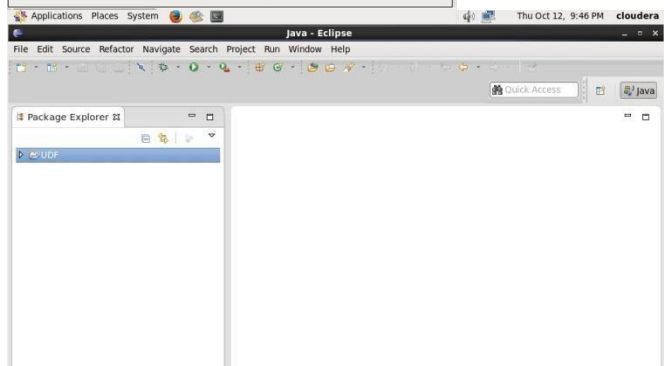 Applications Places System Thu Oct 12, 9:46 PM cloudera
Java - Eclipse
File Edit Source Refactor Navigate Search Project Run Window Help
Quick Access Java
Package Explorer
UDF